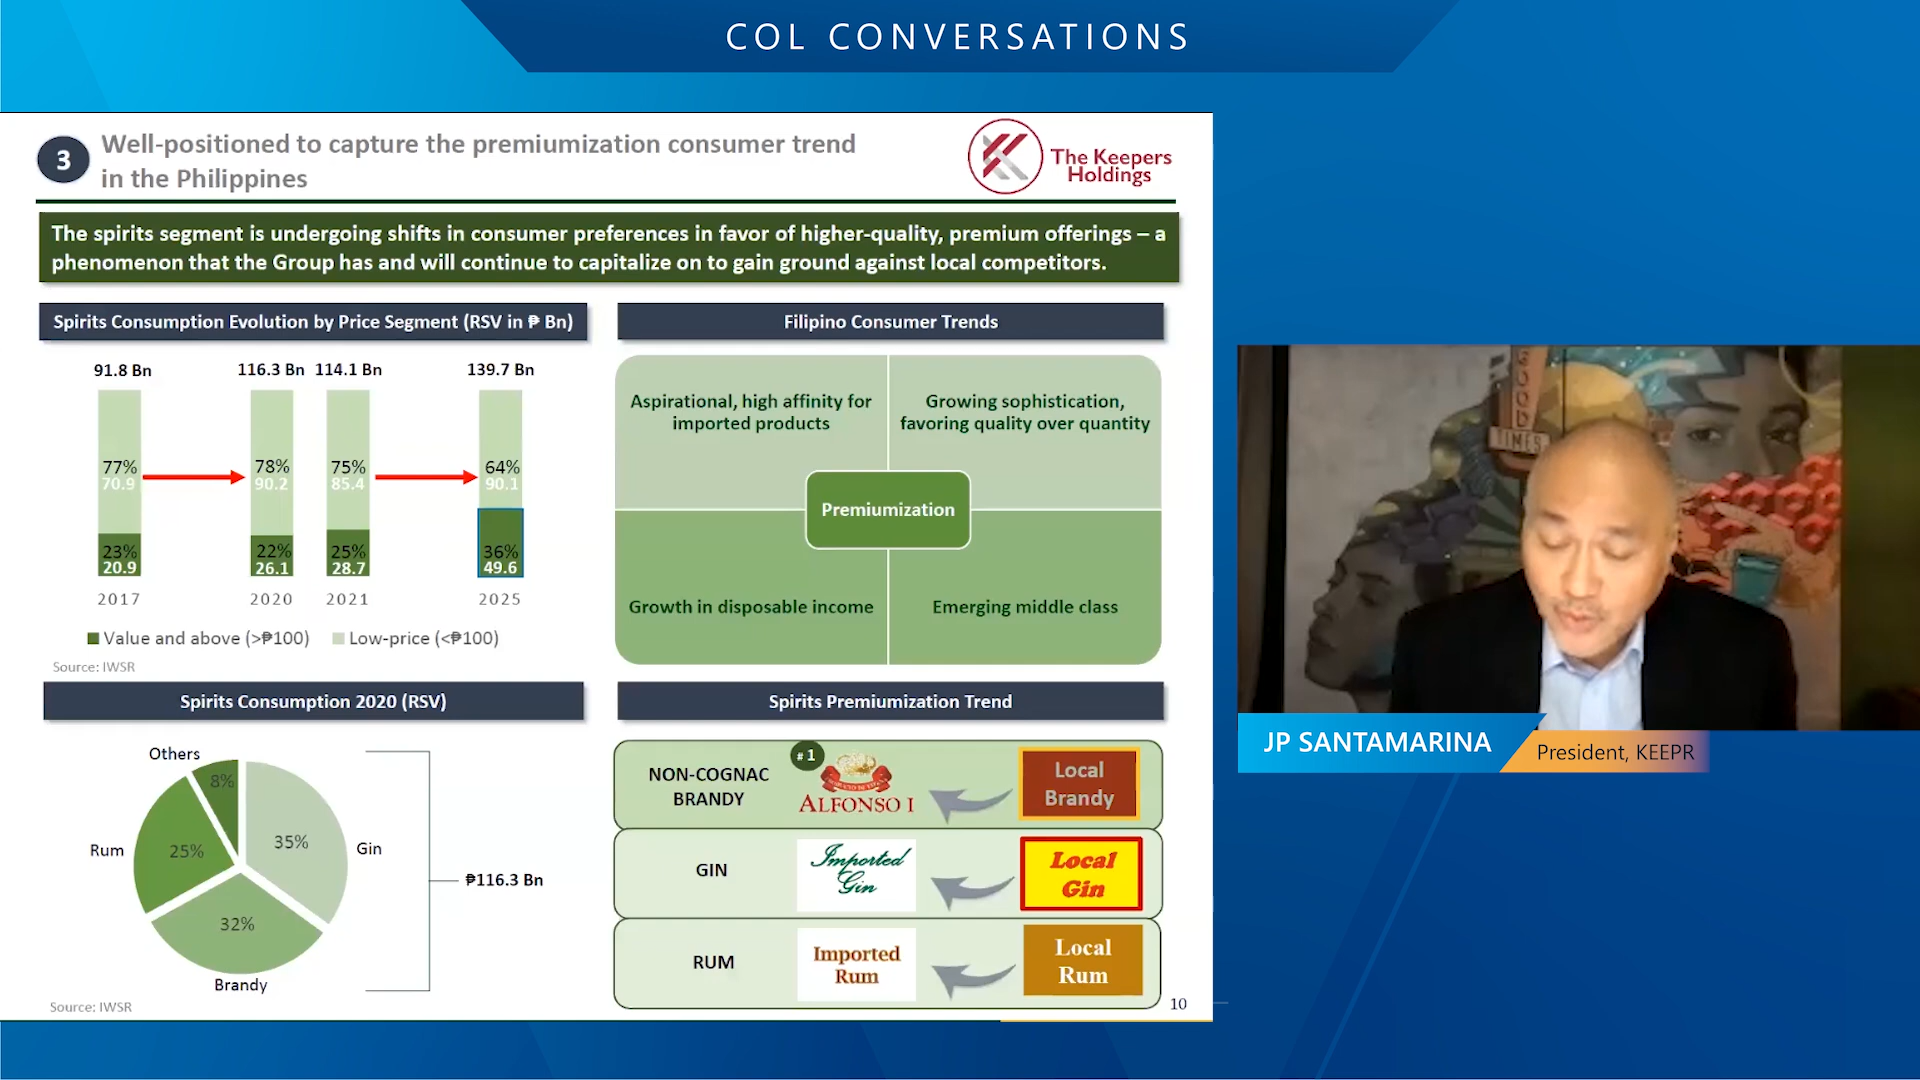 COL CONVERSATIONS
3
Well-positioned to capture the premiumization consumer trend
in the Philippines
The Keepers
Holdings
The spirits segment is undergoing shifts in consumer preferences in favor of higher-quality, premium offerings – a
phenomenon that the Group has and will continue to capitalize on to gain ground against local competitors.
Spirits Consumption Evolution by Price Segment (RSV in ₱ Bn)
91.8 Bn
116.3 Bn
114.1 Bn
139.7 Bn
77%
70.9
78%
90.2
75%
85.4
64%
90.1
23%
20.9
22%
26.1
25%
28.7
36%
49.6
2017
2020
2021
2025
Value and above (>₱100)
Low-price (<₱100)
Source: IWSR
Filipino Consumer Trends
Aspirational, high affinity for
imported products
Growing sophistication,
favoring quality over quantity
Premiumization
Growth in disposable income
Emerging middle class
Spirits Consumption 2020 (RSV)
Others
8%
Rum
25%
35%
Gin
32%
Brandy
₱116.3 Bn
Source: IWSR
Spirits Premiumization Trend
NON-COGNAC
BRANDY
#1
ALFONSO I
Local
Brandy
GIN
Imported
Gin
Local
Gin
RUM
Imported
Rum
Local
Rum
10
GOOD
TIMES
JP SANTAMARINA
President, KEEPR